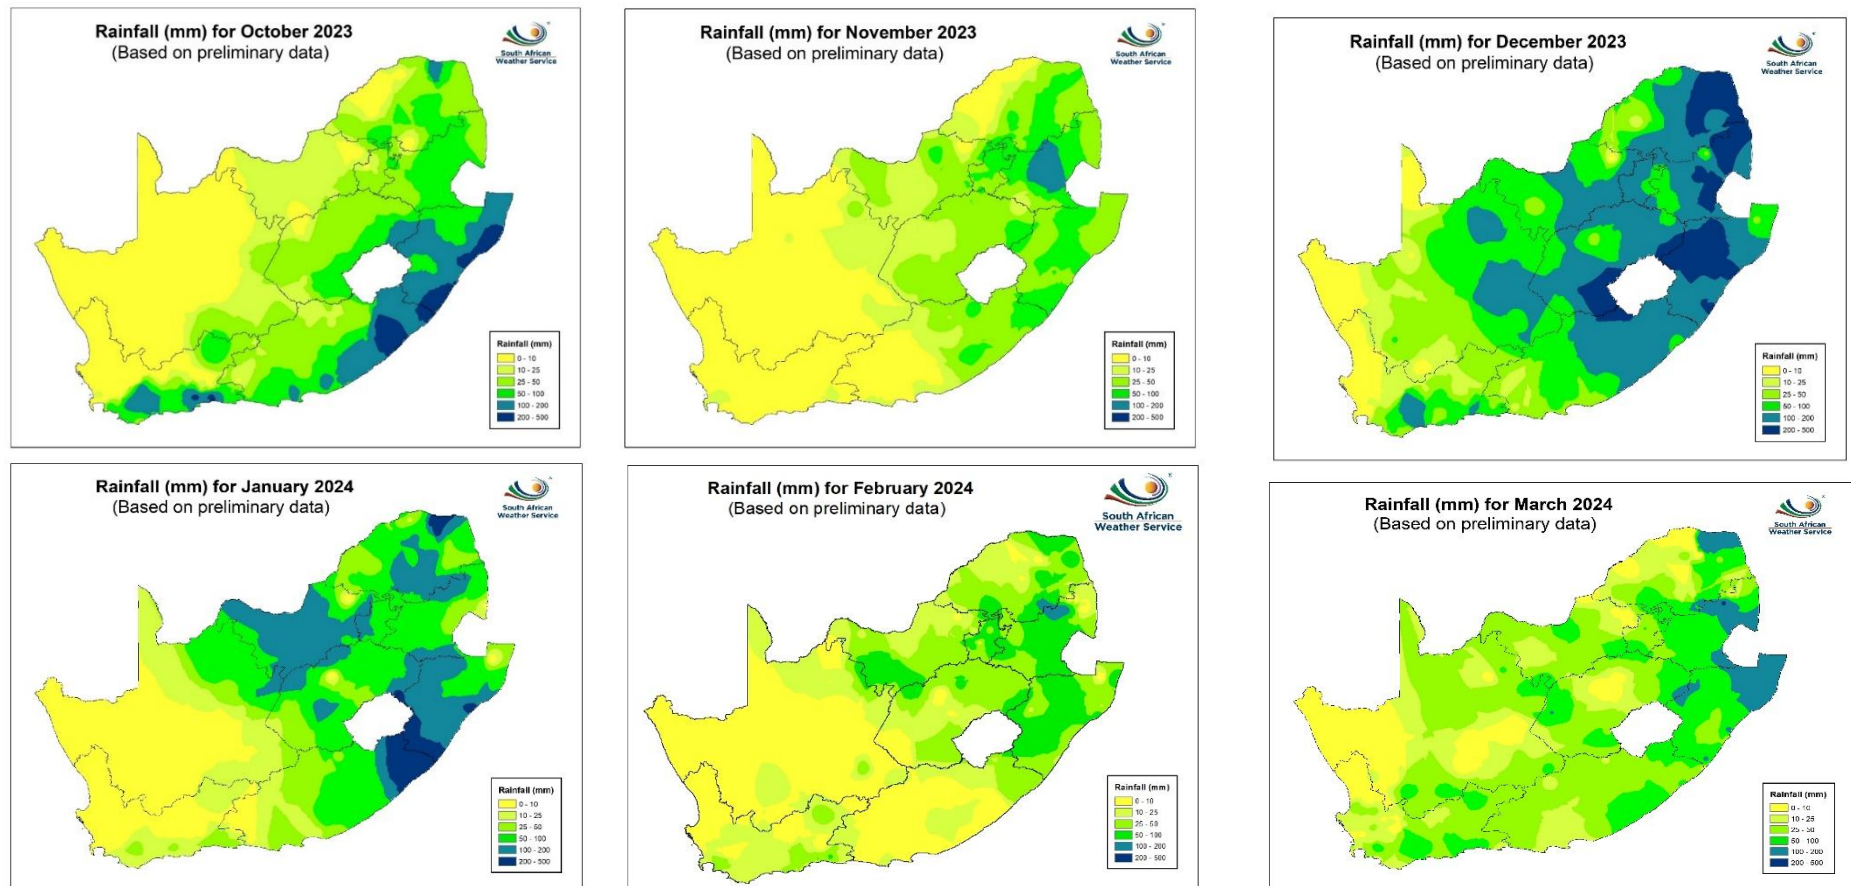 Rainfall (mm) for October 2023
(Based on preliminary data)
South African
Weather Service
Rainfall (mm)
0 - 10
10 - 25
25 - 50
50 - 100
100 - 200
200 - 500
Rainfall (mm) for November 2023
(Based on preliminary data)
South African
Weather Service
Rainfall (mm)
0 - 10
10 - 25
25 - 50
50 - 100
100 - 200
200 - 500
Rainfall (mm) for December 2023
(Based on preliminary data)
South African
Weather Service
Rainfall (mm)
0 - 10
10 - 25
25 - 50
50 - 100
100 - 200
200 - 500
Rainfall (mm) for January 2024
(Based on preliminary data)
South African
Weather Service
Rainfall (mm)
0 - 10
10 - 25
25 - 50
50 - 100
100 - 200
200 - 500
Rainfall (mm) for February 2024
(Based on preliminary data)
South African
Weather Service
Rainfall (mm)
0 - 10
10 - 25
25 - 50
50 - 100
100 - 200
200 - 500
Rainfall (mm) for March 2024
(Based on preliminary data)
South African
Weather Service
Rainfall (mm)
0 - 10
10 - 25
25 - 50
50 - 100
100 - 200
200 - 500